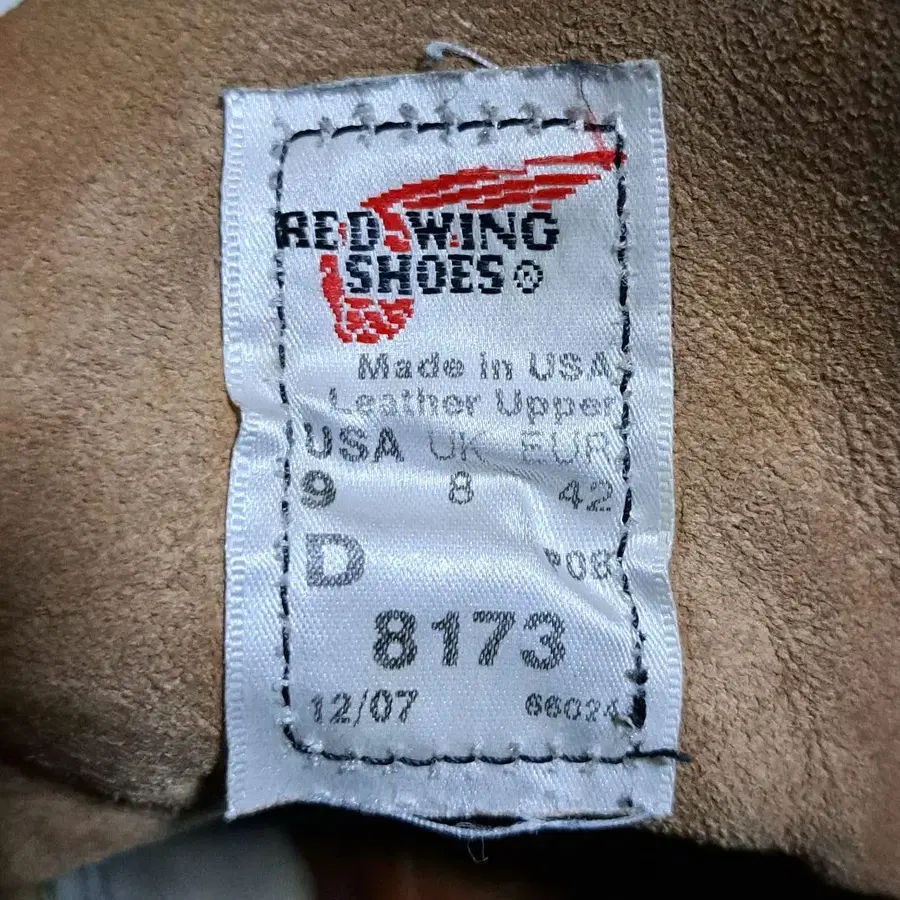 RED WING
SHOES®
Made in USA
Leather Upper
USA UK EUR
9 8 42
D
8173
12/07